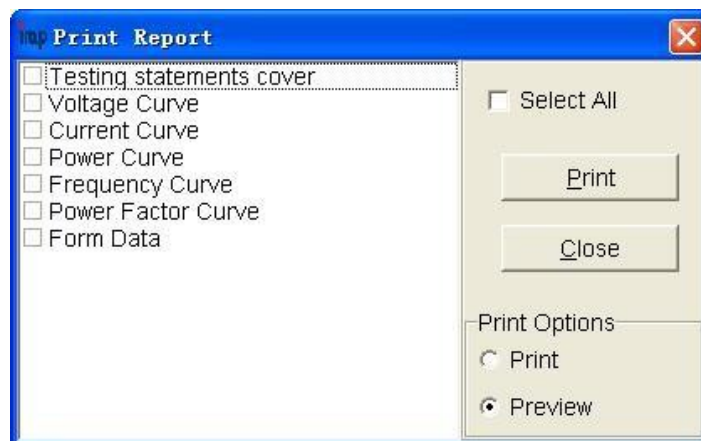 Print Report
Testing statements cover
Voltage Curve
Current Curve
Power Curve
Frequency Curve
Power Factor Curve
Form Data
Select All
Print
Close
Print Options
Print
Preview